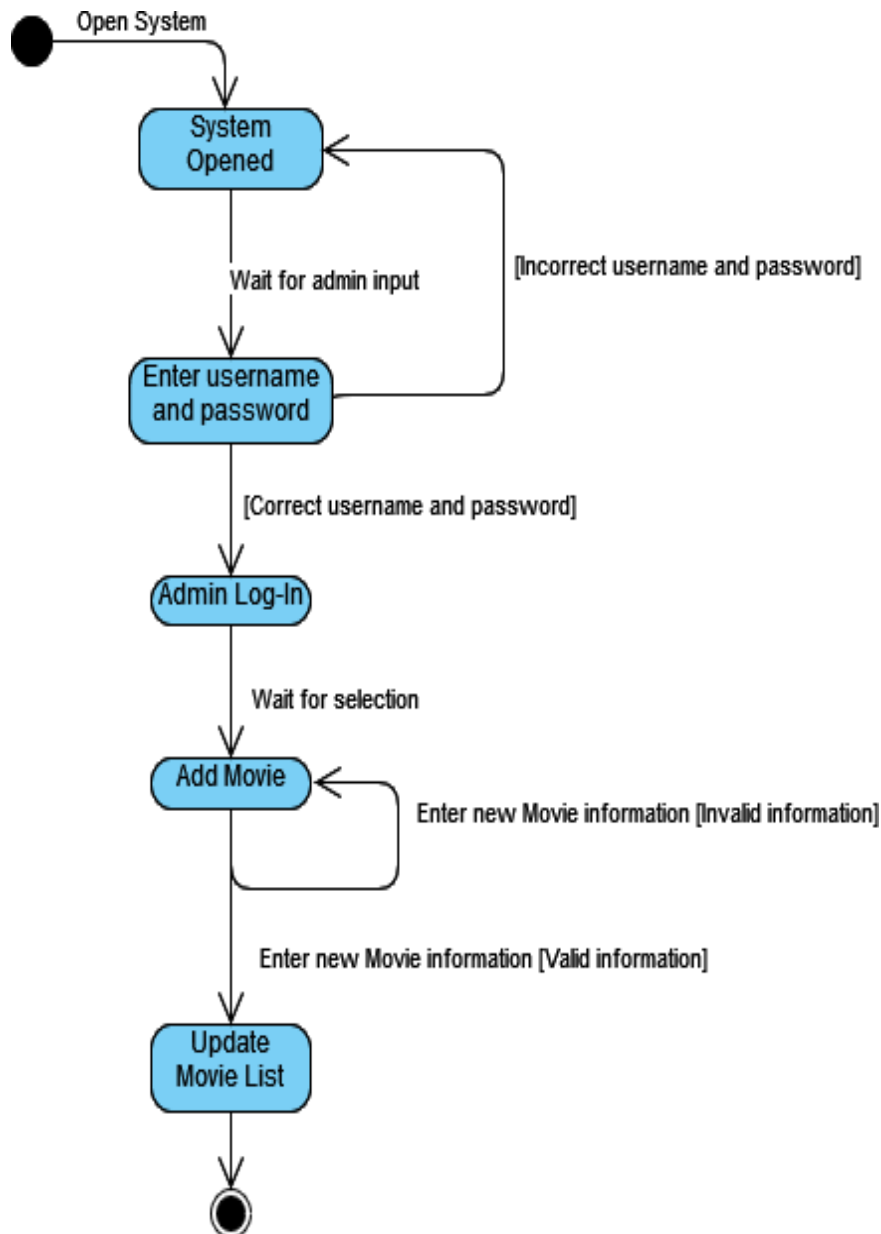 Open System
System
Opened
[Incorrect username and password]
Wait for admin input
Enter username
and password
[Correct username and password]
Admin Log-In
Wait for selection
Add Movie
Enter new Movie information [Invalid information]
Enter new Movie information [Valid information]
Update
Movie List